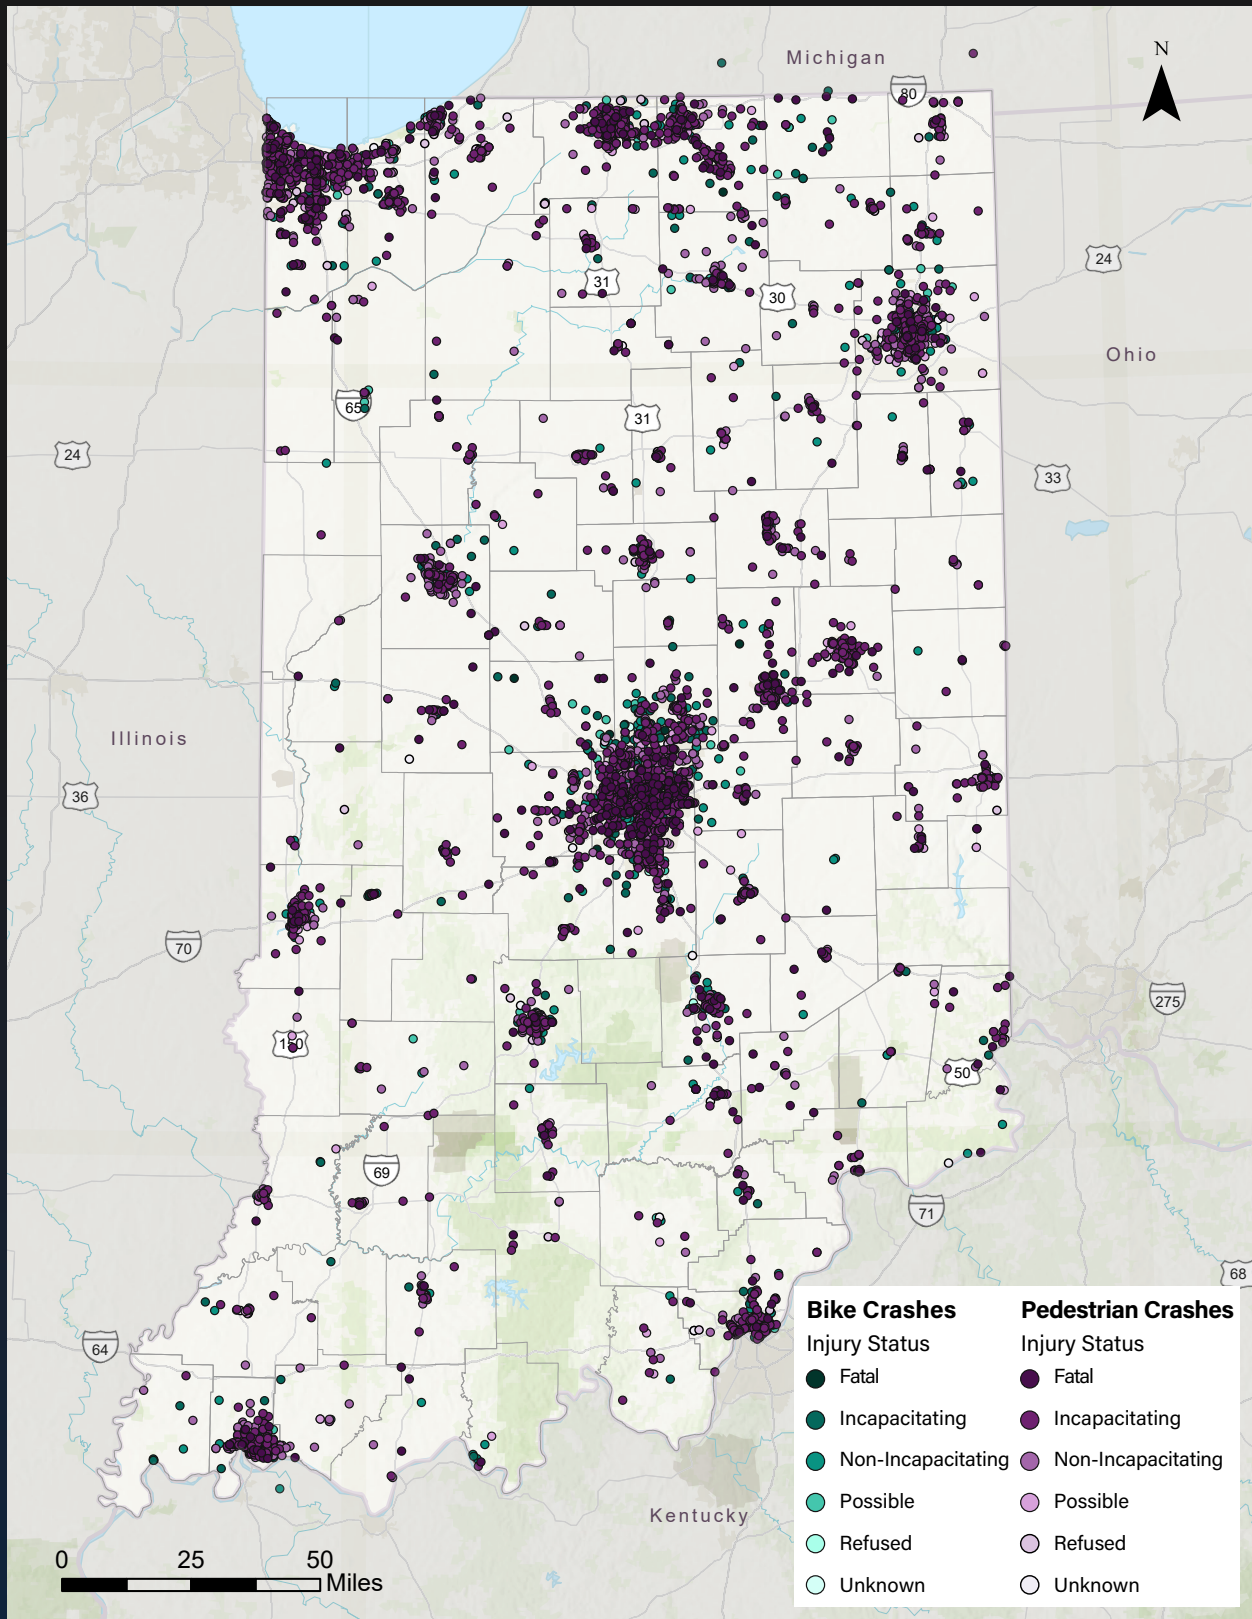 N
Michigan
80
24
31
30
Ohio
65
31
24
33
Illinois
36
70
275
50
69
71
68
64
Kentucky
Bike Crashes
Injury Status
Fatal
Incapacitating
Non-Incapacitating
Possible
Refused
Unknown
Pedestrian Crashes
Injury Status
Fatal
Incapacitating
Non-Incapacitating
Possible
Refused
Unknown
0 25 50
Miles